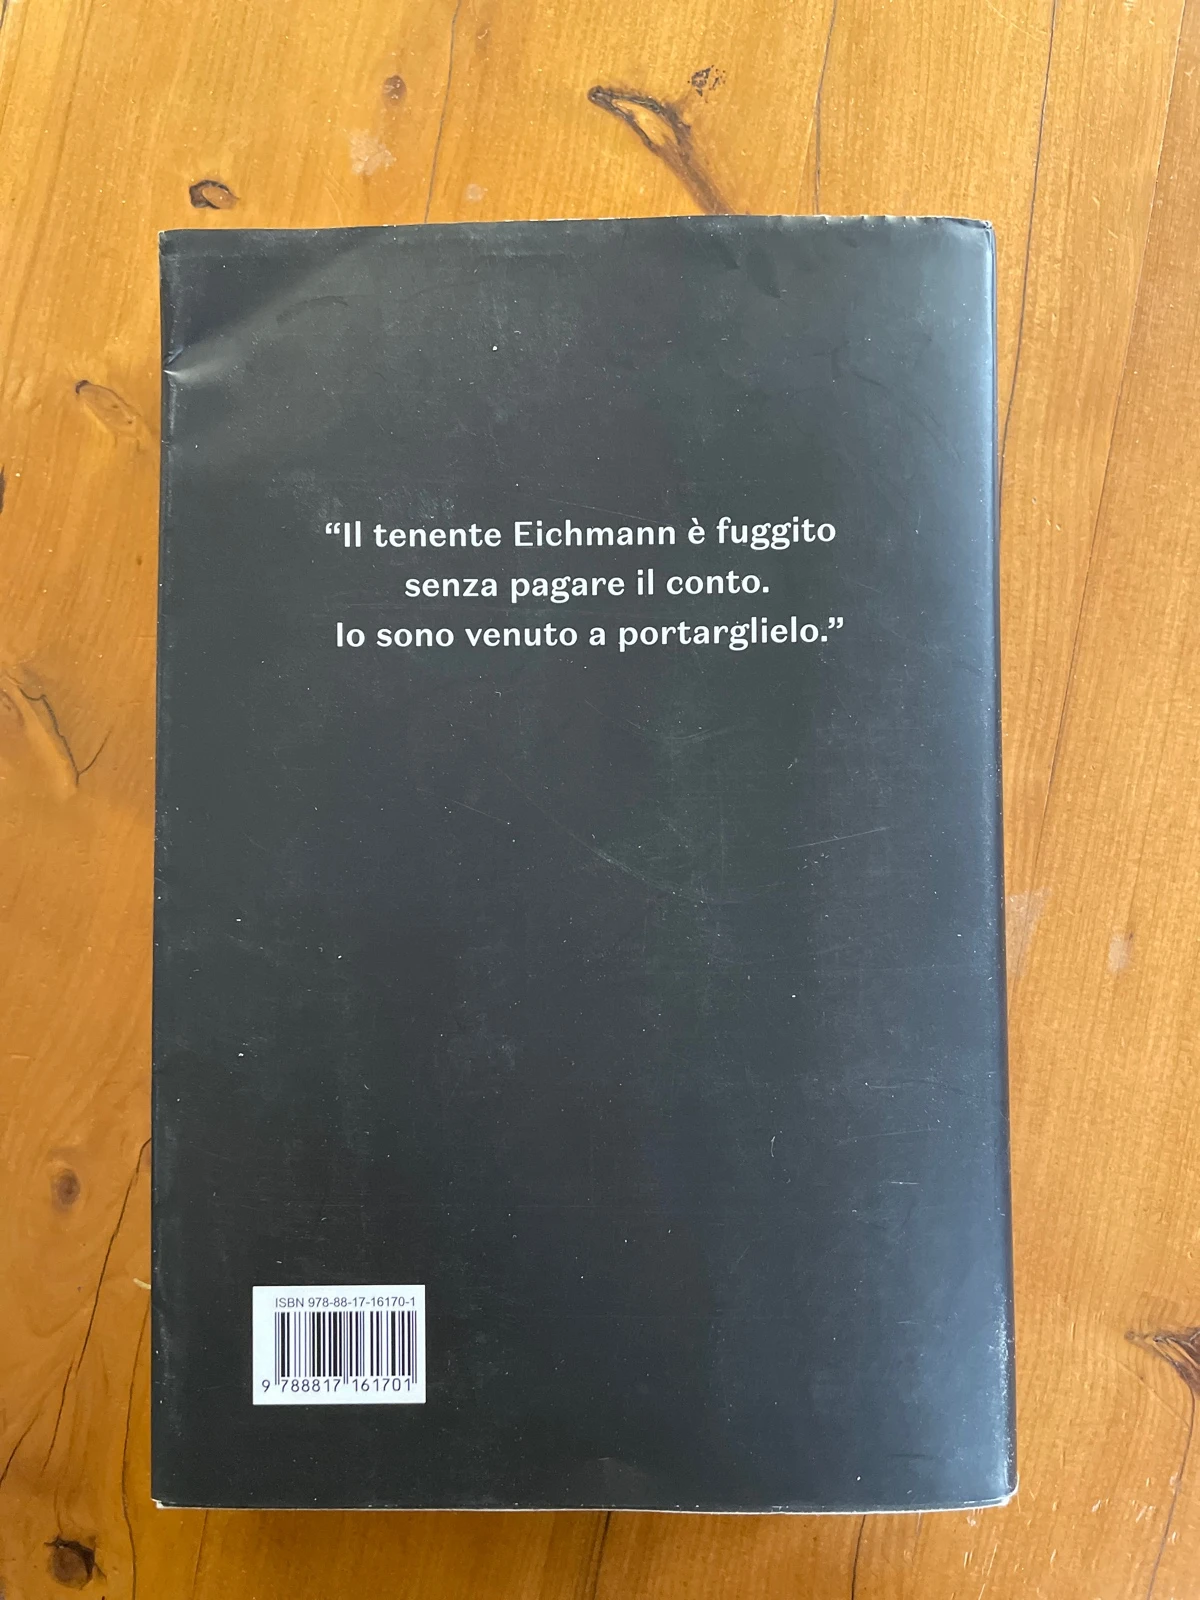 “Il tenente Eichmann è fuggito
senza pagare il conto.
Io sono venuto a portarglielo.”
ISBN 978-88-17-16170-1
9 788817 161701